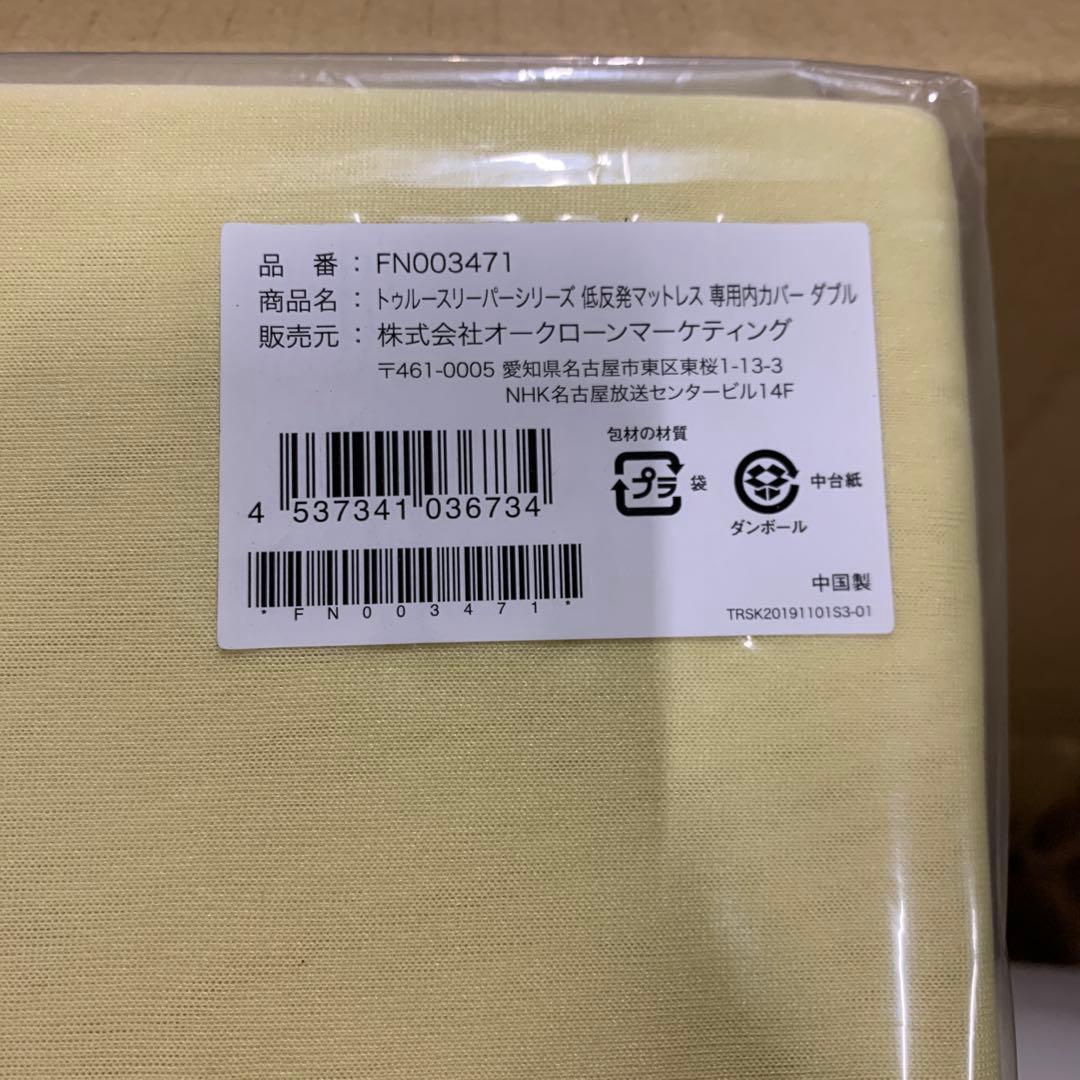 品 番 : FN003471
商品名 : トゥルースリーパーシリーズ 低反発マットレス 専用内カバー ダブル
販売元 : 株式会社オークローンマーケティング
〒461-0005 愛知県名古屋市東区東桜1-13-3
NHK名古屋放送センタービル14F
包材の材質
プラ 袋
中台紙
ダンボール
4 537341 036734
*FN003471*
中国製
TRSK20191101S3-01